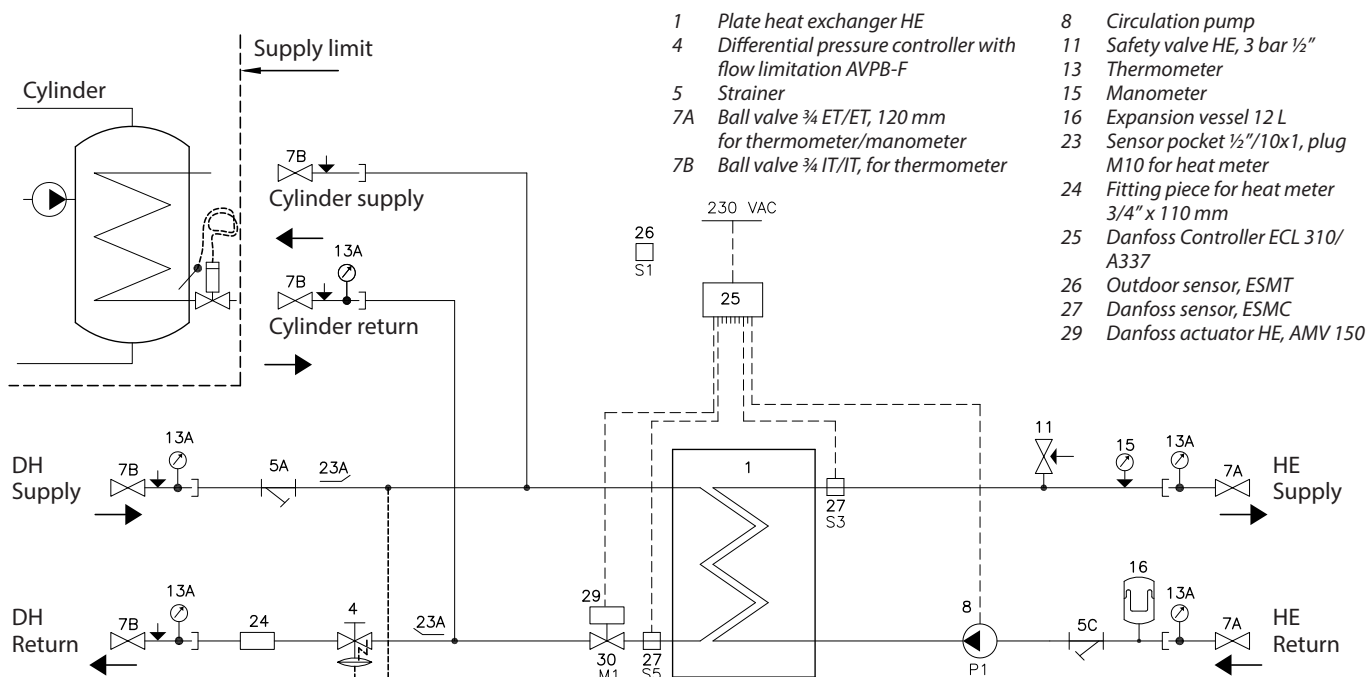 Supply limit
Cylinder
7B
Cylinder supply
13A
7B
Cylinder return
1 Plate heat exchanger HE
4 Differential pressure controller with
flow limitation AVPB-F
5 Strainer
7A Ball valve ¾ ET/ET, 120 mm
for thermometer/manometer
7B Ball valve ¾ IT/IT, for thermometer
8 Circulation pump
11 Safety valve HE, 3 bar ½”
13 Thermometer
15 Manometer
16 Expansion vessel 12 L
23 Sensor pocket ½”/10x1, plug
M10 for heat meter
24 Fitting piece for heat meter
3/4” x 110 mm
25 Danfoss Controller ECL 310/
A337
26 Outdoor sensor, ESMT
27 Danfoss sensor, ESMC
29 Danfoss actuator HE, AMV 150
230 VAC
26
S1
25
DH
Supply
7B
13A
5A
23A
1
27
S3
11
15
13A
7A
HE
Supply
DH
Return
7B
13A
24
4
23A
29
30
M1
27
S5
8
P1
5C
16
13A
7A
HE
Return